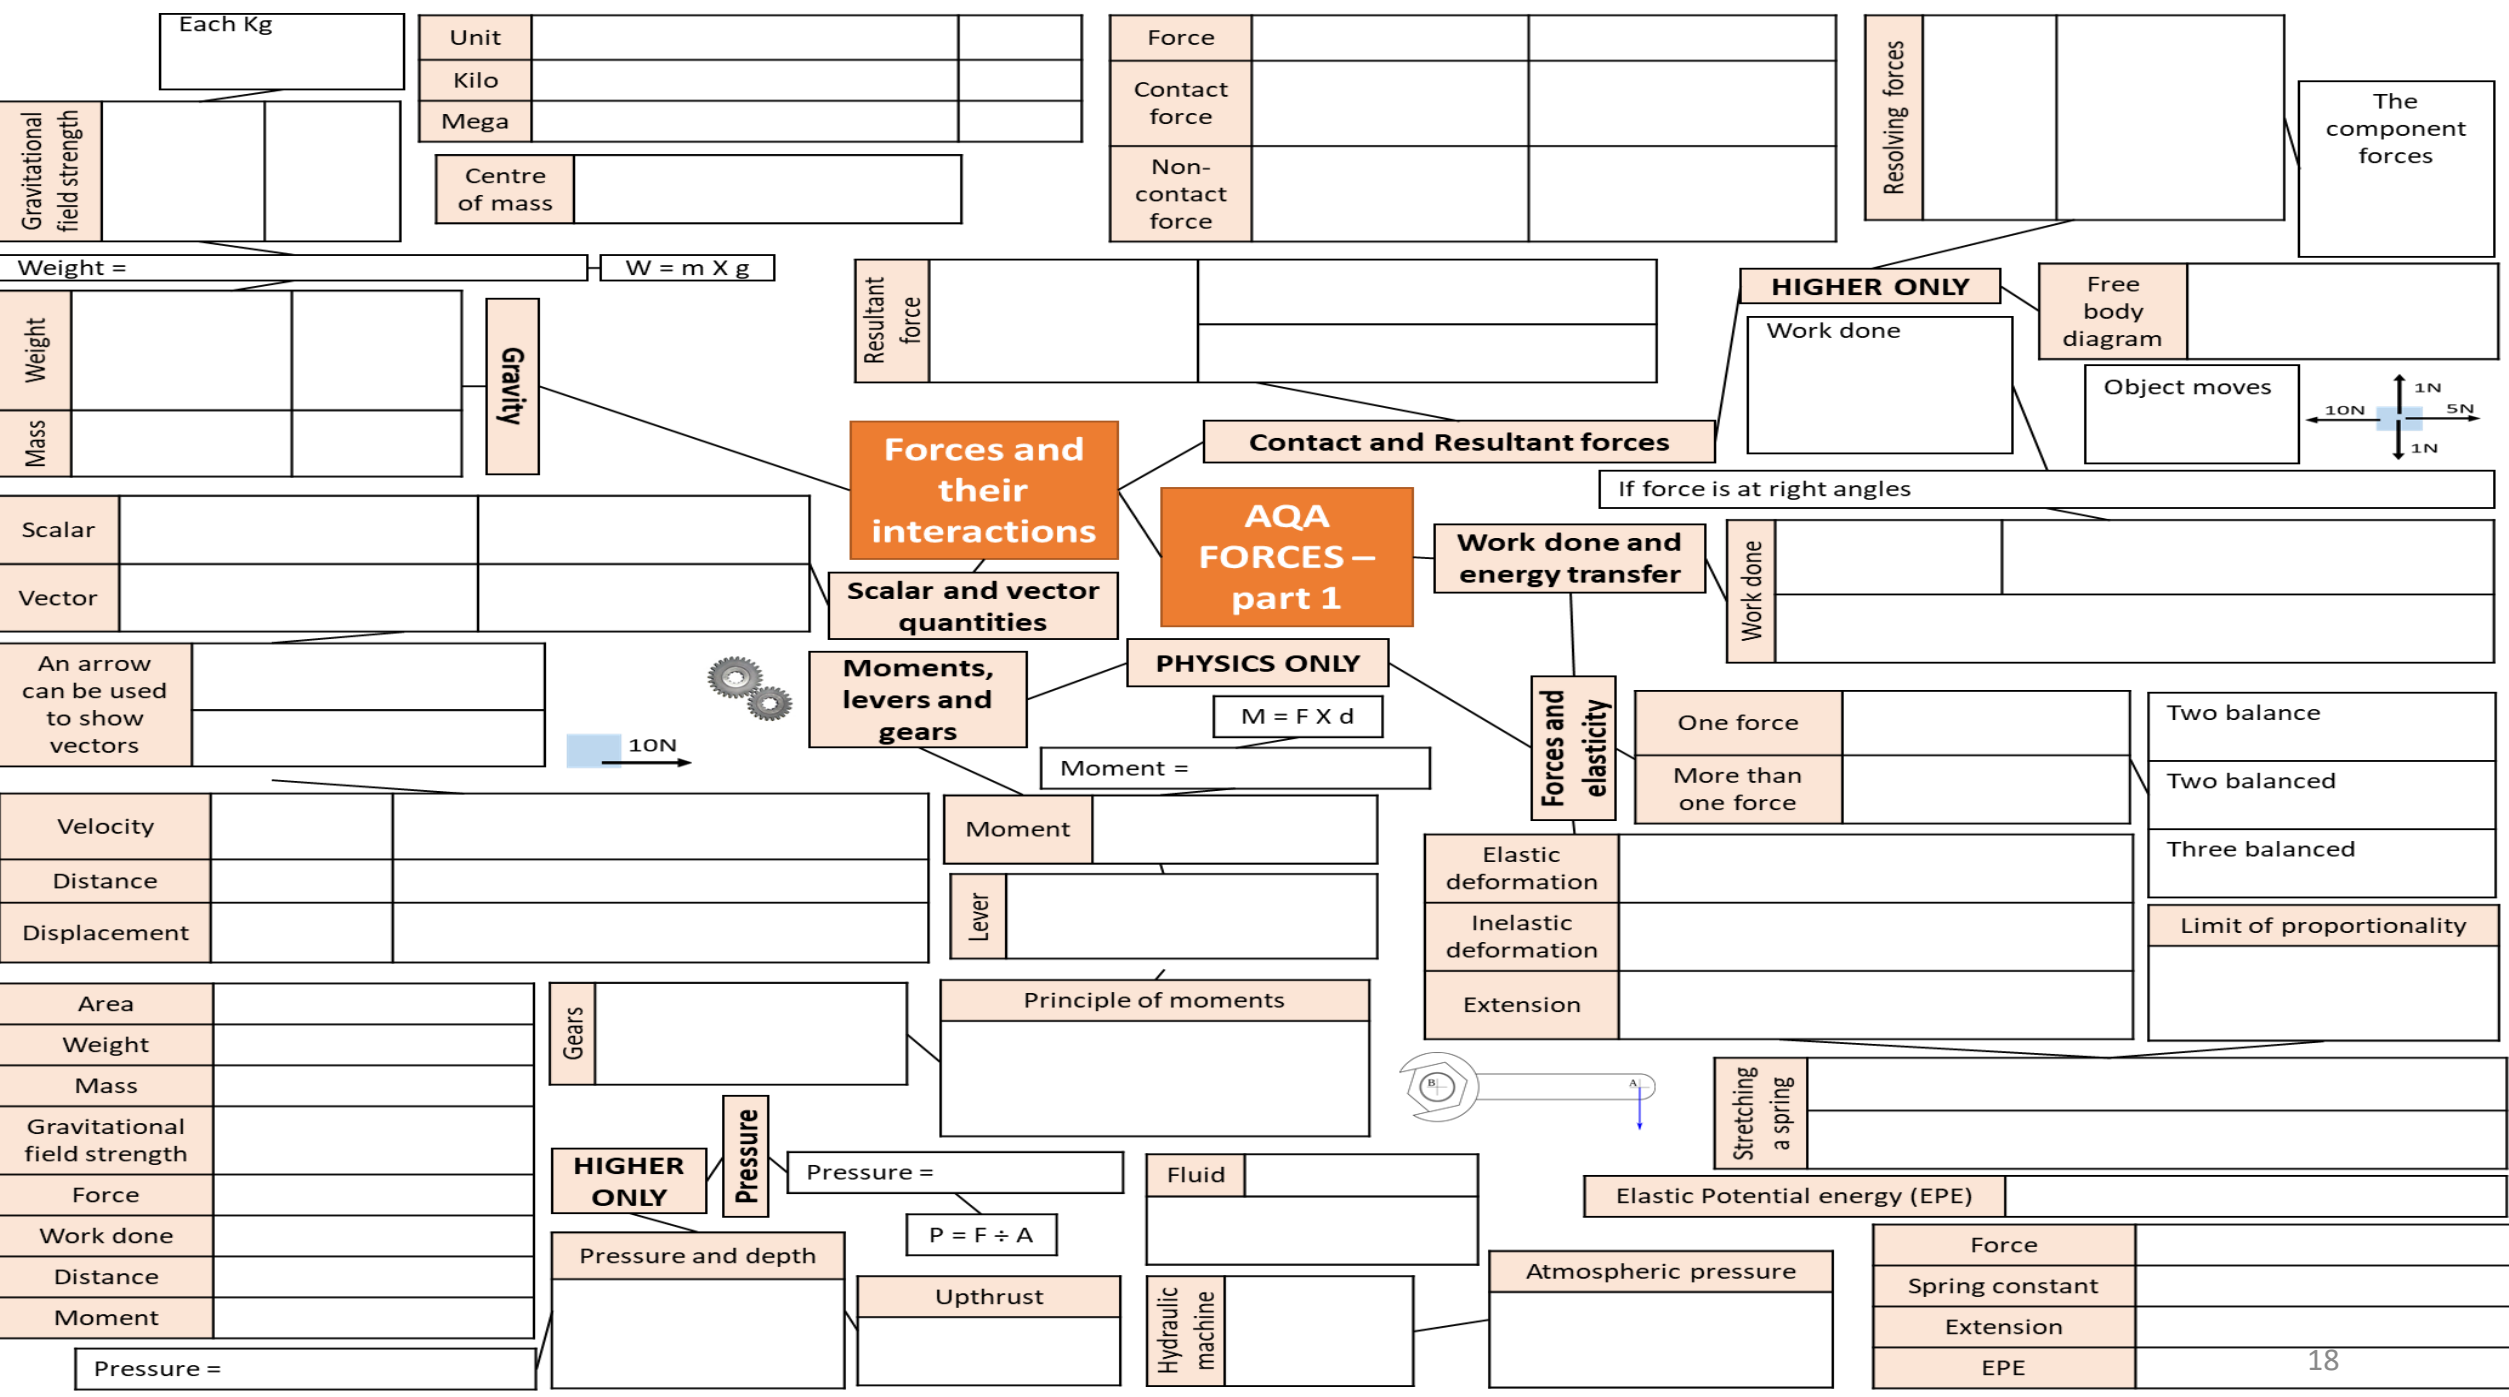 Each Kg
Unit
Kilo
Mega
Centre
of mass
Gravitational
field strength
Weight =
W = m X g
Weight
Mass
Gravity
Force
Contact
force
Non-
contact
force
Resolving forces
The
component
forces
Resultant
force
HIGHER ONLY
Free
body
diagram
Work done
Object moves
1N
10N
5N
1N
Contact and Resultant forces
Forces and
their
interactions
AQA
FORCES –
part 1
If force is at right angles
Work done and
energy transfer
Work done
Scalar
Vector
Scalar and vector
quantities
An arrow
can be used
to show
vectors
10N
Moments,
levers and
gears
PHYSICS ONLY
M = F X d
Moment =
Moment
Lever
Forces and
elasticity
One force
More than
one force
Two balance
Two balanced
Three balanced
Velocity
Distance
Displacement
Elastic
deformation
Inelastic
deformation
Extension
Limit of proportionality
Area
Weight
Mass
Gravitational
field strength
Force
Work done
Distance
Moment
Pressure =
Gears
Principle of moments
B
A
Stretching
a spring
HIGHER
ONLY
Pressure
Pressure =
P = F ÷ A
Fluid
Elastic Potential energy (EPE)
Pressure and depth
Upthrust
Hydraulic
machine
Atmospheric pressure
Force
Spring constant
Extension
EPE
18